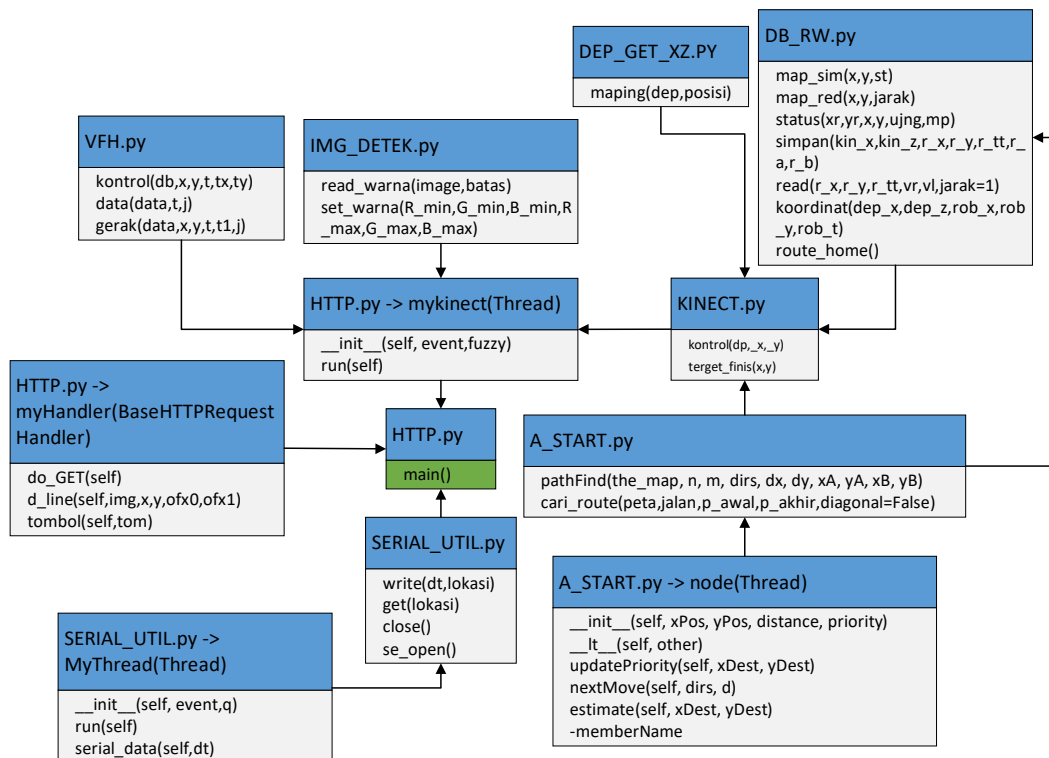 DEP_GET_XZ.PY
maping(dep,posisi)
DB_RW.py
map_sim(x,y,st)
map_red(x,y,jarak)
status(xr,yr,x,y,ujng,mp)
simpan(kin_x,kin_z,r_x,r_y,r_tt,r_
a,r_b)
read(r_x,r_y,r_tt,vr,vl,jarak=1)
koordinat(dep_x,dep_z,rob_x,rob
_y,rob_t)
route_home()
VFH.py
kontrol(db,x,y,t,tx,ty)
data(data,t,j)
gerak(data,x,y,t,t1,j)
IMG_DETEK.py
read_warna(image,batas)
set_warna(R_min,G_min,B_min,R
_max,G_max,B_max)
HTTP.py -> mykinect(Thread)
__init__(self, event,fuzzy)
run(self)
KINECT.py
kontrol(dp,_x,_y)
terget_finis(x,y)
HTTP.py ->
myHandler(BaseHTTPRequest
Handler)
do_GET(self)
d_line(self,img,x,y,ofx0,ofx1)
tombol(self,tom)
HTTP.py
main()
A_START.py
pathFind(the_map, n, m, dirs, dx, dy, xA, yA, xB, yB)
cari_route(peta,jalan,p_awal,p_akhir,diagonal=False)
SERIAL_UTIL.py
write(dt,lokasi)
get(lokasi)
close()
se_open()
A_START.py -> node(Thread)
__init__(self, xPos, yPos, distance, priority)
__lt__(self, other)
updatePriority(self, xDest, yDest)
nextMove(self, dirs, d)
estimate(self, xDest, yDest)
-memberName
SERIAL_UTIL.py ->
MyThread(Thread)
__init__(self, event,q)
run(self)
serial_data(self,dt)